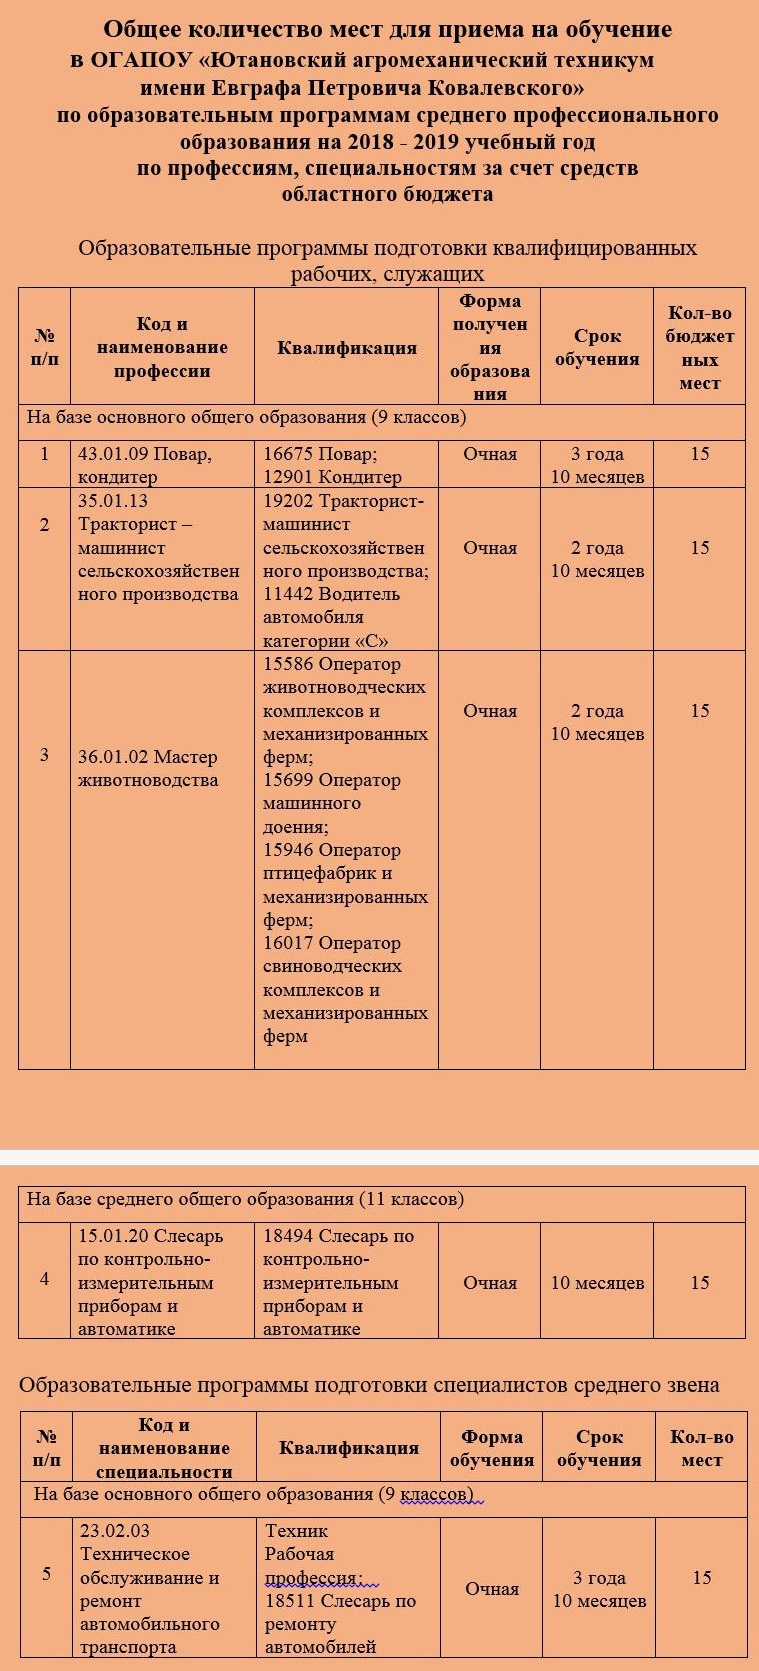 Общее количество мест для приема на обучение
в ОГАПОУ «Ютановский агромеханический техникум
имени Евграфа Петровича Ковалевского»
по образовательным программам среднего профессионального
образования на 2018 - 2019 учебный год
по профессиям, специальностям за счет средств
областного бюджета
Образовательные программы подготовки квалифицированных
рабочих, служащих
№
п/п
Код и
наименование
профессии
Квалификация
Форма
получен
ия
образова
ния
Срок
обучения
Кол-во
бюджет
ных
мест
На базе основного общего образования (9 классов)
1
43.01.09 Повар,
кондитер
16675 Повар;
12901 Кондитер
Очная
3 года
10 месяцев
15
2
35.01.13
Тракторист –
машинист
сельскохозяйствен
ного производства
19202 Тракторист-
машинист
сельскохозяйствен
ного производства;
11442 Водитель
автомобиля
категории «С»
Очная
2 года
10 месяцев
15
3
36.01.02 Мастер
животноводства
15586 Оператор
животноводческих
комплексов и
механизированных
ферм;
15699 Оператор
машинного
доения;
15946 Оператор
птицефабрик и
механизированных
ферм;
16017 Оператор
свиноводческих
комплексов и
механизированных
ферм
Очная
2 года
10 месяцев
15
На базе среднего общего образования (11 классов)
4
15.01.20 Слесарь
по контрольно-
измерительным
приборам и
автоматике
18494 Слесарь по
контрольно-
измерительным
приборам и
автоматике
Очная
10 месяцев
15
Образовательные программы подготовки специалистов среднего звена
№
п/п
Код и
наименование
специальности
Квалификация
Форма
обучения
Срок
обучения
Кол-во
мест
На базе основного общего образования (9 классов)
5
23.02.03
Техническое
обслуживание и
ремонт
автомобильного
транспорта
Техник
Рабочая
профессия:
18511 Слесарь по
ремонту
автомобилей
Очная
3 года
10 месяцев
15